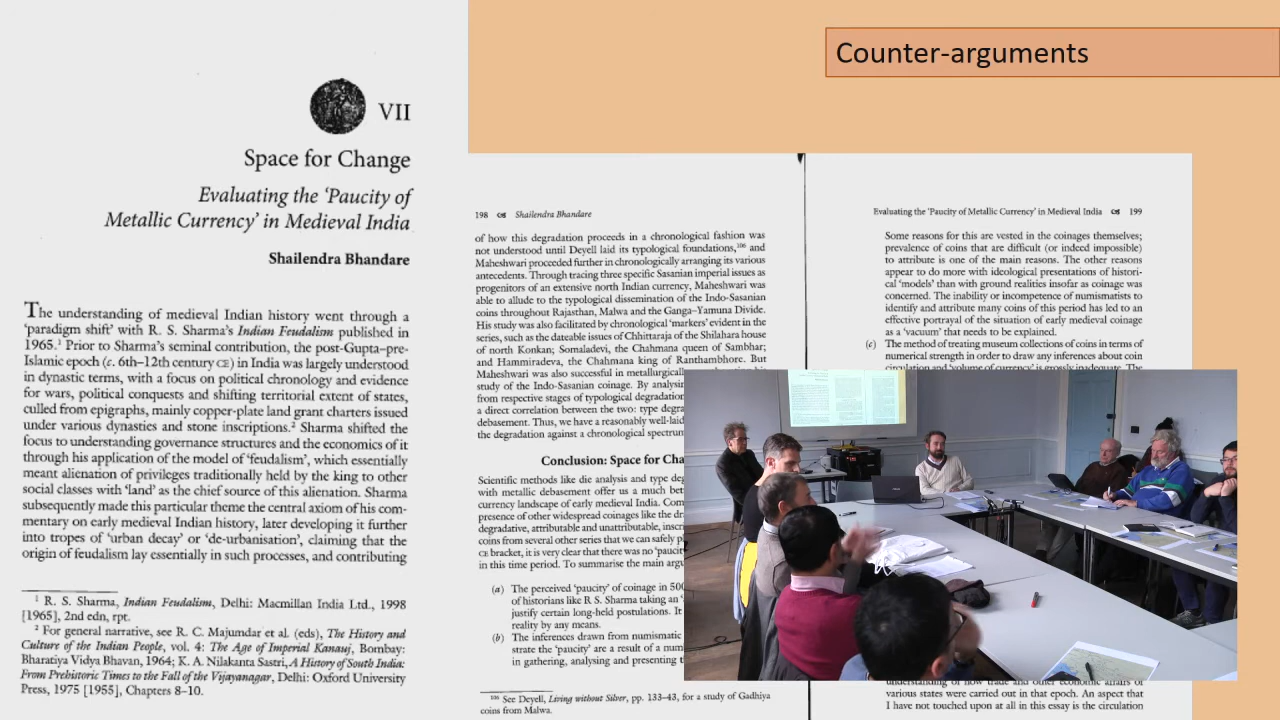 Counter-arguments
VII
Space for Change
Evaluating the ‘Paucity of
Metallic Currency’ in Medieval India
Shailendra Bhandare
The understanding of medieval Indian history went through a
‘paradigm shift’ with R. S. Sharma’s Indian Feudalism published in
1965.¹ Prior to Sharma’s seminal contribution, the post-Gupta–pre-
Islamic epoch (c. 6th–12th century CE) in India was largely understood
in dynastic terms, with a focus on political chronology and evidence
for wars, political conquests and shifting territorial extent of states,
culled from epigraphs, mainly copper-plate land grant charters issued
under various dynasties and stone inscriptions.² Sharma shifted the
focus to understanding governance structures and the economics of it
through his application of the model of ‘feudalism’, which essentially
meant alienation of privileges traditionally held by the king to other
social classes with ‘land’ as the chief source of this alienation. Sharma
subsequently made this particular theme the central axiom of his com-
mentary on early medieval Indian history, later developing it further
into tropes of ‘urban decay’ or ‘de-urbanisation’, claiming that the
origin of feudalism lay essentially in such processes, and contributing
¹ R. S. Sharma, Indian Feudalism, Delhi: Macmillan India Ltd., 1998
[1965], 2nd edn, rpt.
² For general narrative, see R. C. Majumdar et al. (eds), The History and
Culture of the Indian People, vol. 4: The Age of Imperial Kanauj, Bombay:
Bharatiya Vidya Bhavan, 1964; K. A. Nilakanta Sastri, A History of South India:
From Prehistoric Times to the Fall of the Vijayanagar, Delhi: Oxford University
Press, 1975 [1955], Chapters 8–10.
198 Shailendra Bhandare
of how this degradation proceeds in a chronological fashion was
not understood until Deyell laid its typological foundations,¹⁰⁶ and
Maheshwari proceeded further in chronologically arranging its various
antecedents. Through tracing three specific Sasanian imperial issues as
progenitors of an extensive north Indian currency, Maheshwari was
able to allude to the typological dissemination of the Indo-Sasanian
coins throughout Rajasthan, Malwa and the Ganga-Yamuna Divide.
His study was also facilitated by chronological ‘markers’ evident in the
series, such as the dateable issues of Chhittaraja of the Shilahara house
of north Konkan; Somaladevi, the Chahmana queen of Sambhar;
and Hammiradeva, the Chahmana king of Ranthambhore. But
Maheshwari was also successful in metallurgically
study of the Indo-Sasanian coinage. By analysin
from respective stages of typological degradation
a direct correlation between the two: type degra
debasement. Thus, we have a reasonably well-laid
the degradation against a chronological spectrum
Conclusion: Space for Cha
Scientific methods like die analysis and type deg
with metallic debasement offer us a much bet
currency landscape of early medieval India. Com
presence of other widespread coinages like the dr
degradative, attributable and unattributable, inscri
coins from several other series that we can safely p
CE bracket, it is very clear that there was no ‘pauci
in this time period. To summarise the main argu
(a) The perceived ‘paucity’ of coinage in 500
of historians like R. S. Sharma taking an
justify certain long-held postulations. It
reality by any means.
(b) The inferences drawn from numismatic
strate the ‘paucity’ are a result of a num
in gathering, analysing and presenting t
¹⁰⁶ See Deyell, Living without Silver, pp. 133–43, for a study of Gadhiya
coins from Malwa.
Evaluating the ‘Paucity of Metallic Currency’ in Medieval India 199
Some reasons for this are vested in the coinages themselves;
prevalence of coins that are difficult (or indeed impossible)
to attribute is one of the main reasons. The other reasons
appear to do more with ideological presentations of histori-
cal ‘models’ than with ground realities insofar as coinage was
concerned. The inability or incompetence of numismatists to
identify and attribute many coins of this period has led to an
effective portrayal of the situation of early medieval coinage
as a ‘vacuum’ that needs to be explained.
(c) The method of treating museum collections of coins in terms of
numerical strength in order to draw any inferences about coin
circulation and ‘volume of currency’ is grossly inadequate. The
understanding of how trade and other economic affairs of
various states were carried out in that epoch. An aspect that
I have not touched upon at all in this essay is the circulation